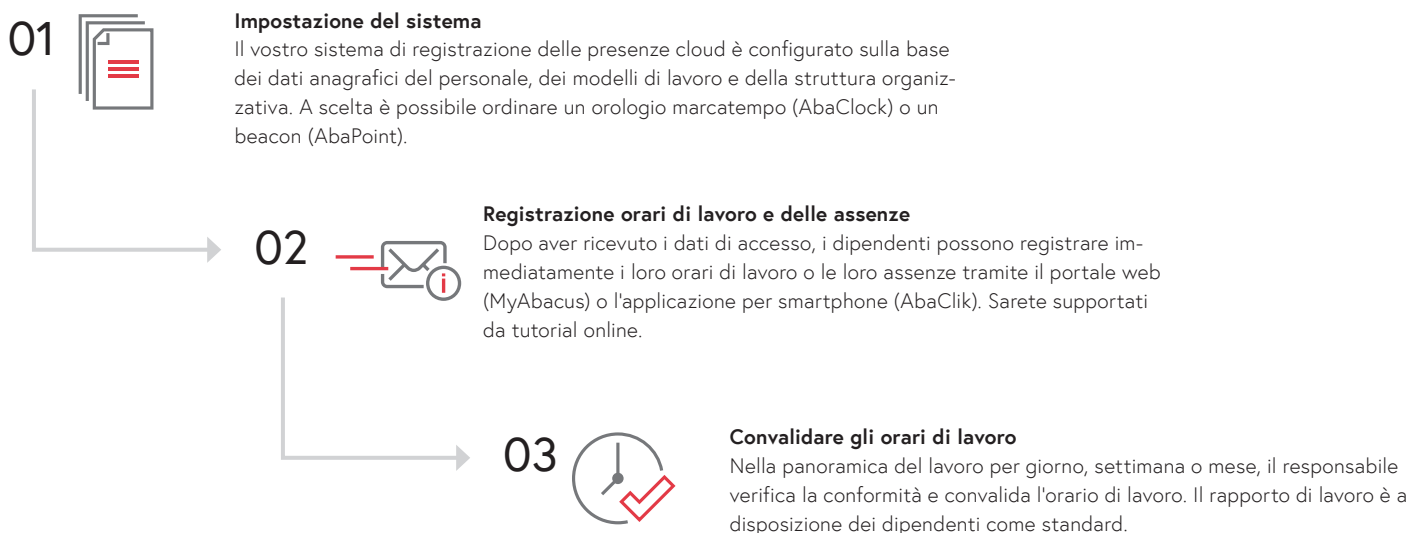 01
Impostazione del sistema
Il vostro sistema di registrazione delle presenze cloud è configurato sulla base
dei dati anagrafici del personale, dei modelli di lavoro e della struttura organiz-
zativa. A scelta è possibile ordinare un orologio marcatempo (AbaClock) o un
beacon (AbaPoint).
02
Registrazione orari di lavoro e delle assenze
Dopo aver ricevuto i dati di accesso, i dipendenti possono registrare im-
mediatamente i loro orari di lavoro o le loro assenze tramite il portale web
(MyAbacus) o l'applicazione per smartphone (AbaClik). Sarete supportati
da tutorial online.
03
Convalidare gli orari di lavoro
Nella panoramica del lavoro per giorno, settimana o mese, il responsabile
verifica la conformità e convalida l'orario di lavoro. Il rapporto di lavoro è a
disposizione dei dipendenti come standard.